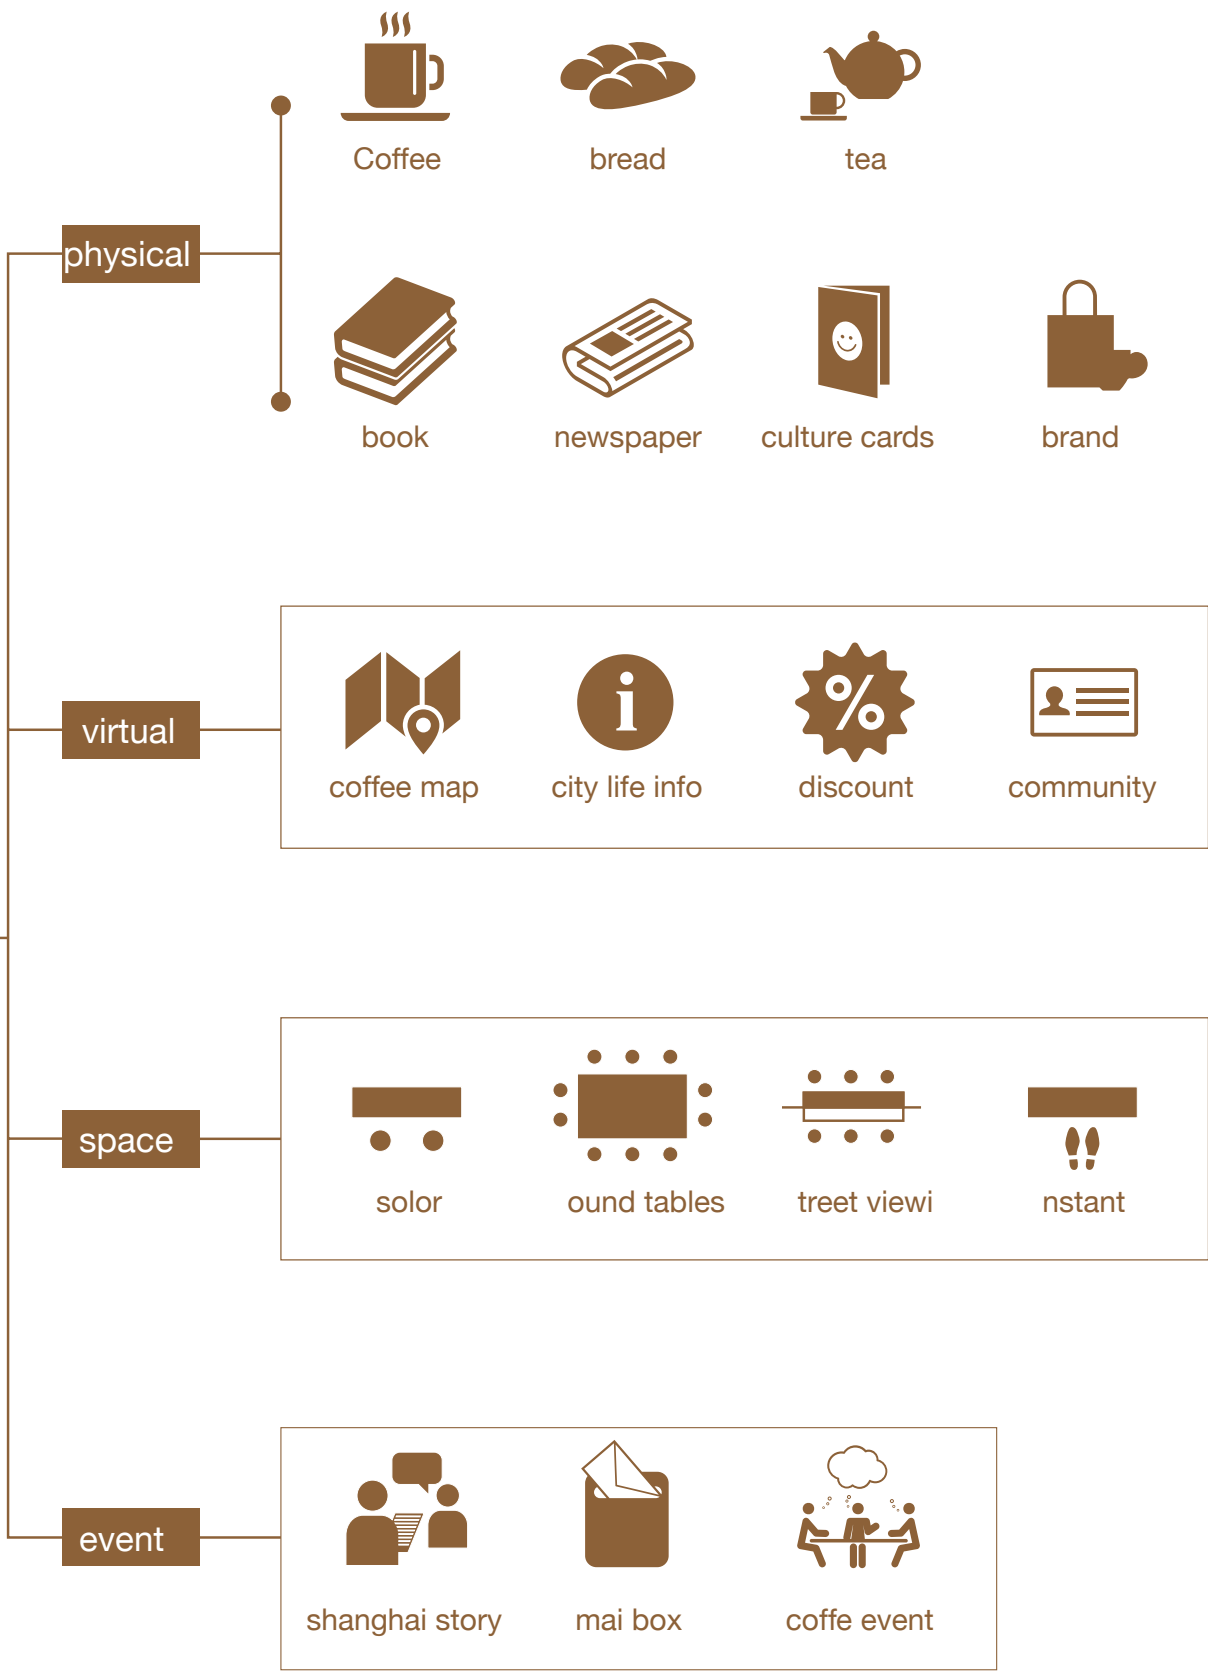 Coffee
bread
tea
physical
book
newspaper
culture cards
brand
virtual
coffee map
city life info
discount
community
space
solor
ound tables
treet viewi
nstant
event
shanghai story
mai box
coffe event